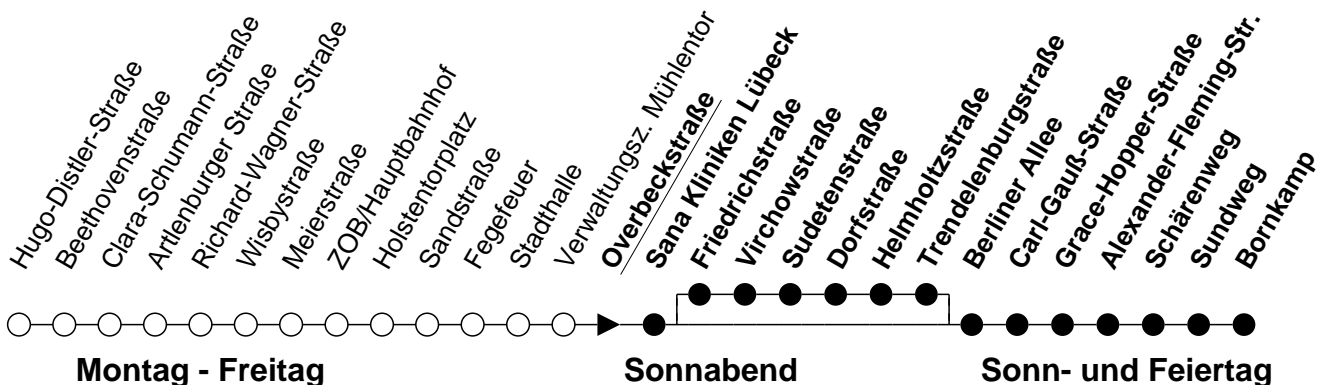 Hugo-Distler-Straße
Beethovenstraße
Clara-Schumann-Straße
Artlenburger Straße
Richard-Wagner-Straße
Wisbystraße
Meierstraße
ZOB/Hauptbahnhof
Holstentorplatz
Sandstraße
Fegefeuer
Stadthalle
Verwaltungsz. Mühlentor
Overbeckstraße
Sana Kliniken Lübeck
Friedrichstraße
Virchowstraße
Sudetenstraße
Dorfstraße
Helmholtzstraße
Trendelenburgstraße
Berliner Allee
Carl-Gauß-Straße
Grace-Hopper-Straße
Alexander-Fleming-Str.
Schärenweg
Sundweg
Bornkamp
Montag - Freitag
Sonnabend
Sonn- und Feiertag